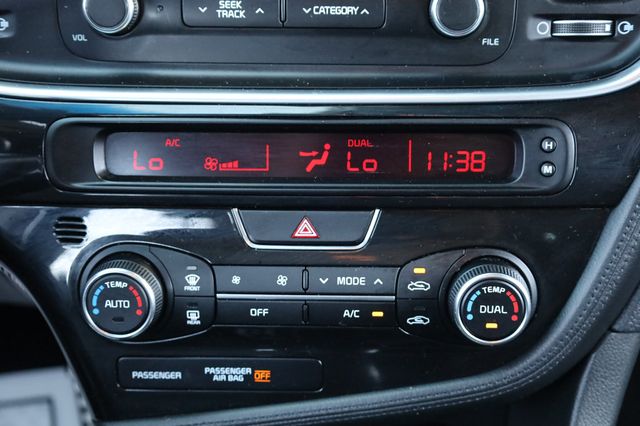 VOL
SEEK
TRACK
CATEGORY
FILE
A/C
Lo
DUAL
Lo
11:38
H
M
TEMP
AUTO
FRONT
REAR
MODE
OFF
A/C
TEMP
DUAL
PASSENGER
PASSENGER
AIR BAG OFF